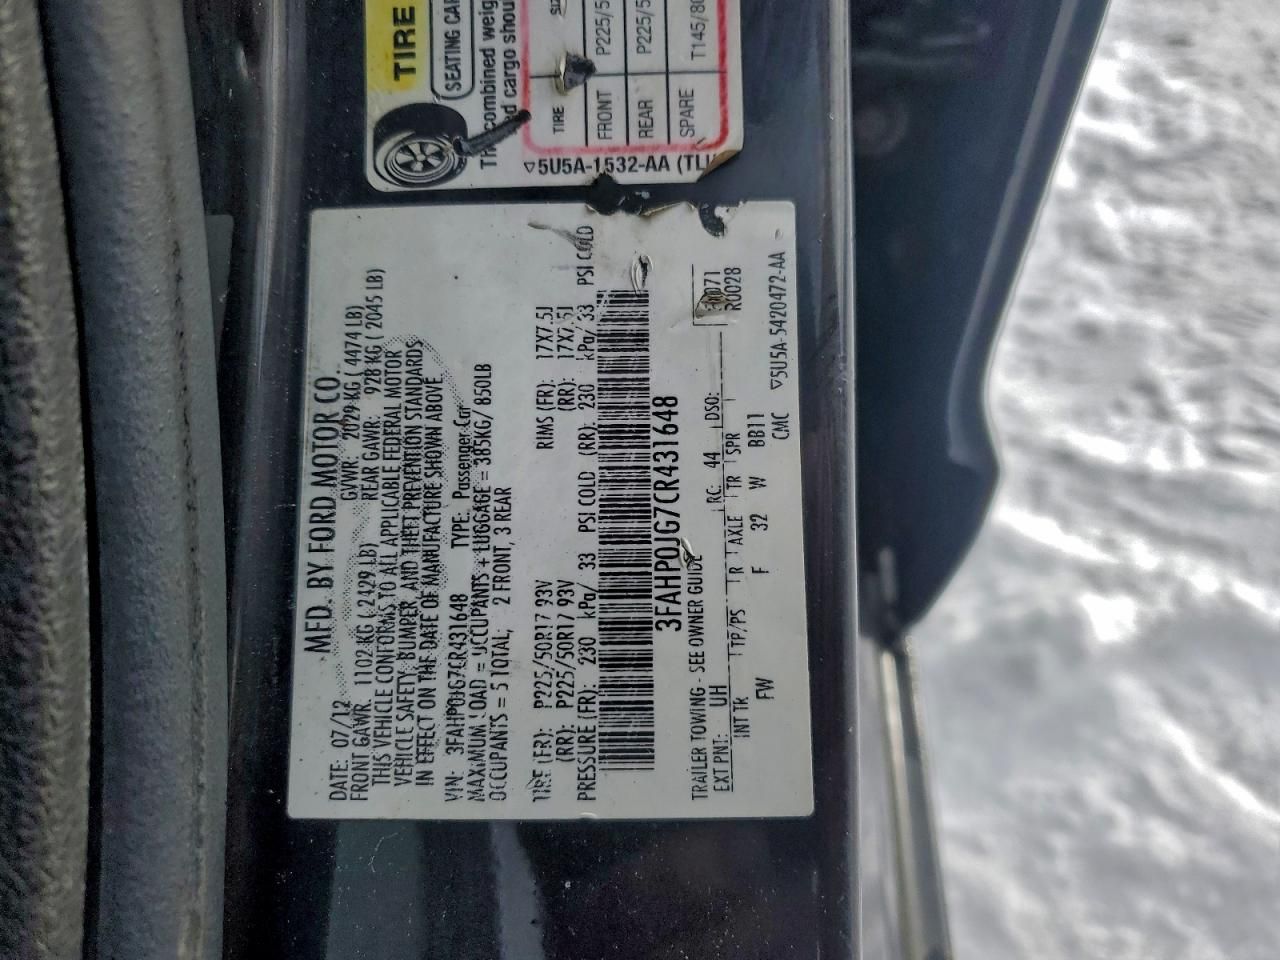 TIRE
SEATING CAP
combined weig
d cargo shou
TIRE
FRONT P225/5
REAR P225/5
SPARE T145/80
5U5A-1532-AA (TLU
MFD. BY FORD MOTOR CO.
DATE: 07/12 GVWR: 2029 KG ( 4474 LB)
FRONT GAWR: 1102 KG ( 2429 LB) REAR GAWR: 928 KG ( 2045 LB)
THIS VEHICLE CONFORMS TO ALL APPLICABLE FEDERAL MOTOR
VEHICLE SAFETY, BUMPER, AND THEFT PREVENTION STANDARDS
IN EFFECT ON THE DATE OF MANUFACTURE SHOWN ABOVE
VIN: 3FAHP0JG7CR431648 TYPE: Passenger Car
MAXIMUM LOAD = OCCUPANTS + LUGGAGE = 385KG/ 850LB
OCCUPANTS = 5 TOTAL, 2 FRONT, 3 REAR
TIRE (FR): P225/50R17 93V RIMS (FR): 17X7.5J
(RR): P225/50R17 93V (RR): 17X7.5J
PRESSURE (FR): 230 kPa/ 33 PSI COLD (RR): 230 kPa/ 33 PSI COLD
3FAHP0JG7CR431648
TRAILER TOWING - SEE OWNER GUIDE
EXT PNT: UH RC: 44 DSO: R0028
INT TR TP/PS R AXLE TR SPR
FW F 32 W BB11
CMC 5U5A-5420472-AA